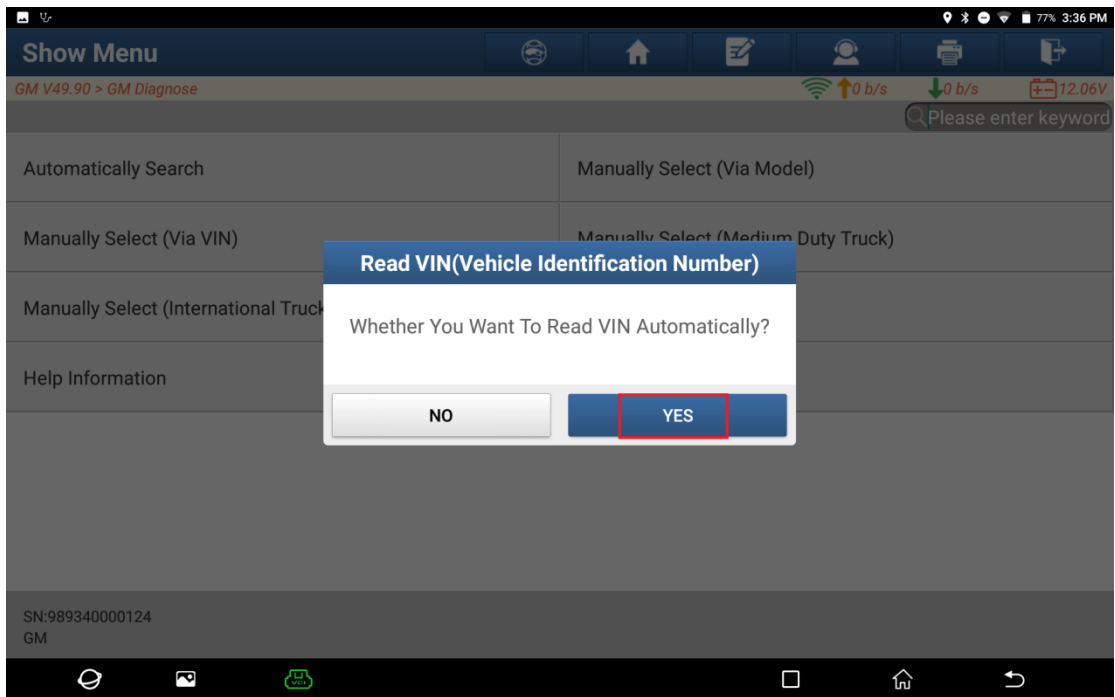 77% 3:36 PM
Show Menu
GM V49.90 > GM Diagnose
0 b/s
0 b/s
12.06V
Please enter keyword
Automatically Search
Manually Select (Via Model)
Manually Select (Via VIN)
Manually Select (Medium Duty Truck)
Manually Select (International Truck
Help Information
Read VIN(Vehicle Identification Number)
Whether You Want To Read VIN Automatically?
NO
YES
SN:989340000124
GM
VCI